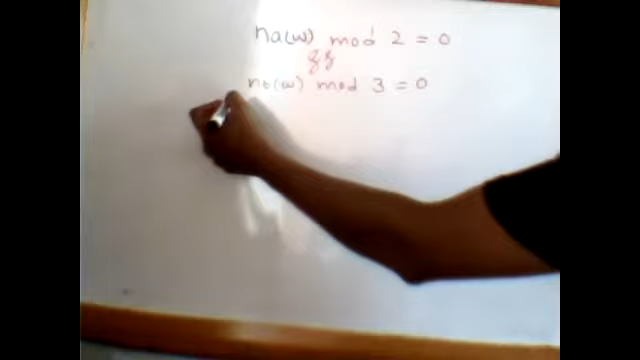 na(w) mod 2 = 0
&&
nb(w) mod 3 = 0